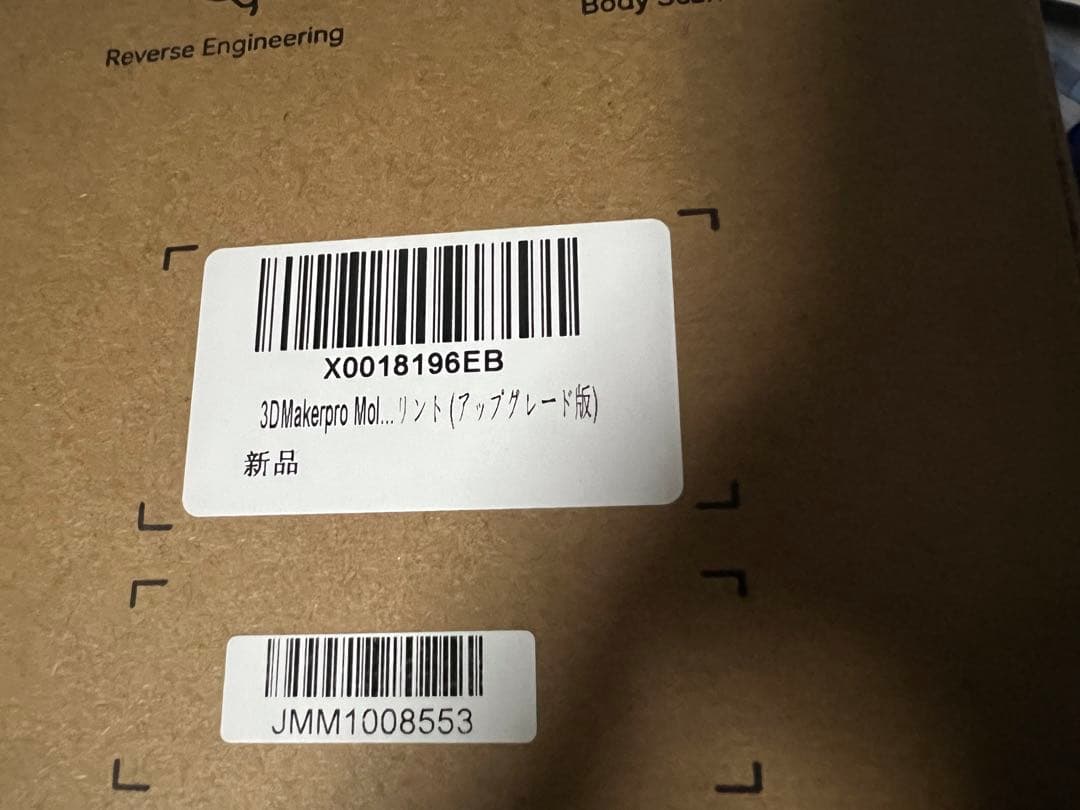 Reverse Engineering
Body
X0018196EB
3DMakerpro Mol...リント(アップグレード版)
新品
JMM1008553